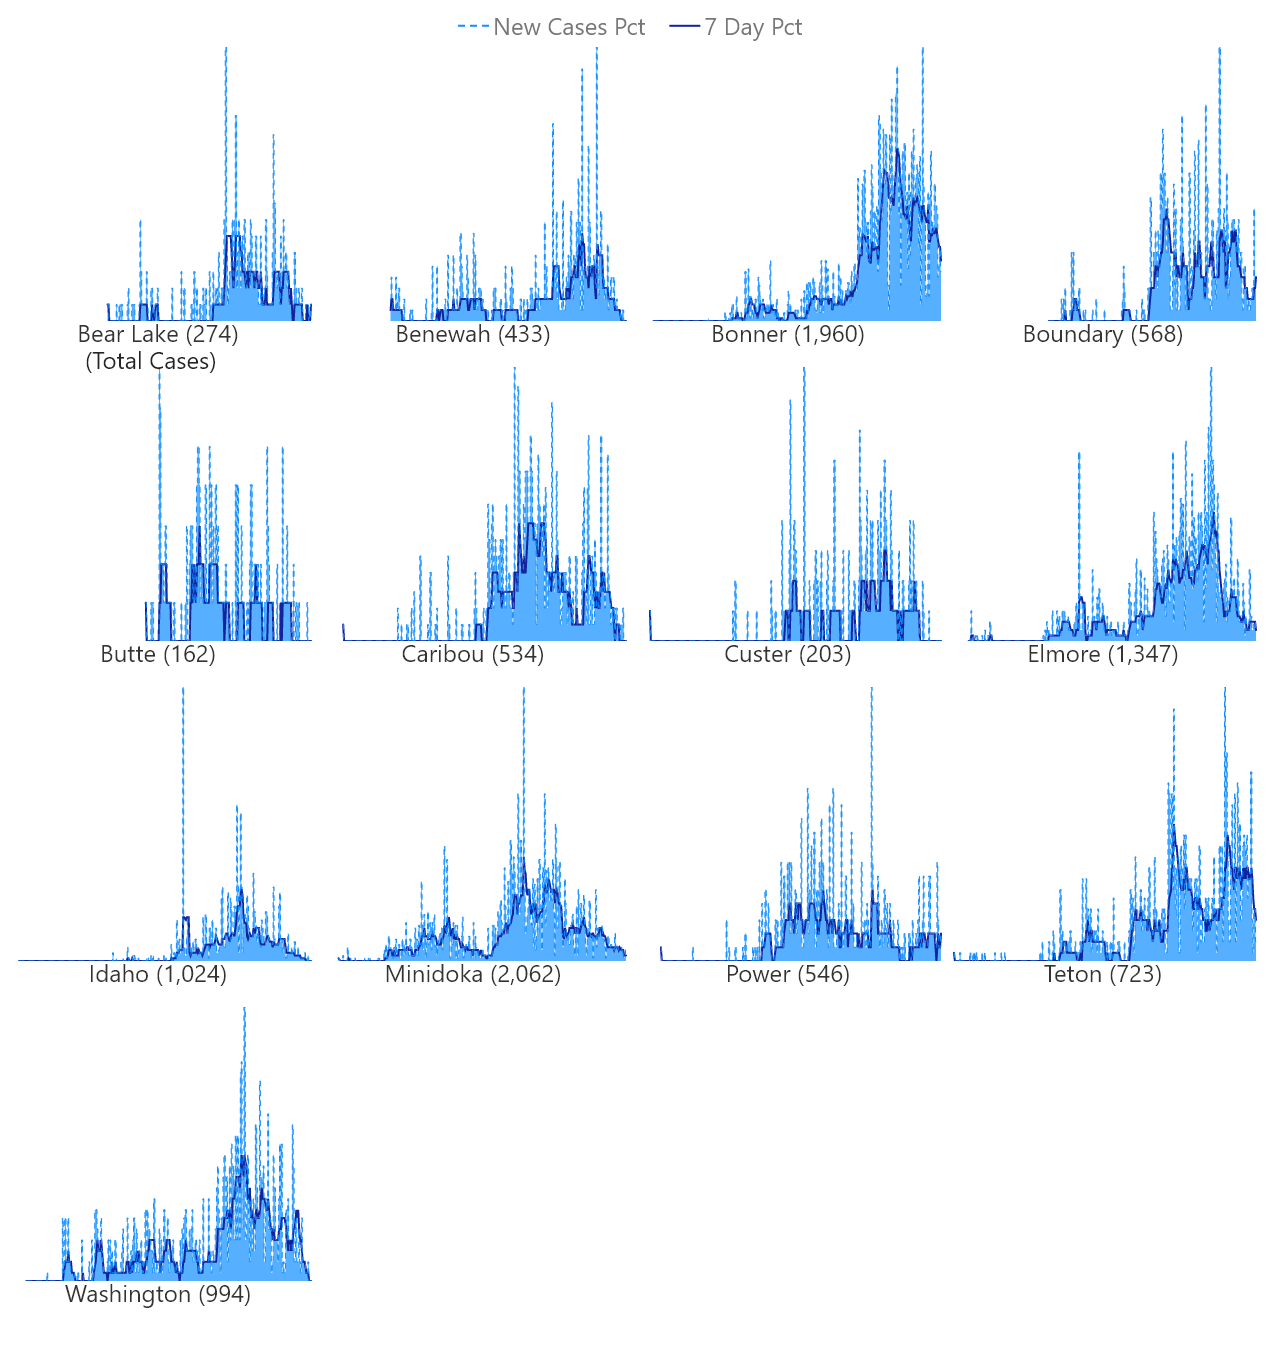 New Cases Pct 7 Day Pct
Bear Lake (274)
(Total Cases)
Benewah (433)
Bonner (1,960)
Boundary (568)
Butte (162)
Caribou (534)
Custer (203)
Elmore (1,347)
Idaho (1,024)
Minidoka (2,062)
Power (546)
Teton (723)
Washington (994)